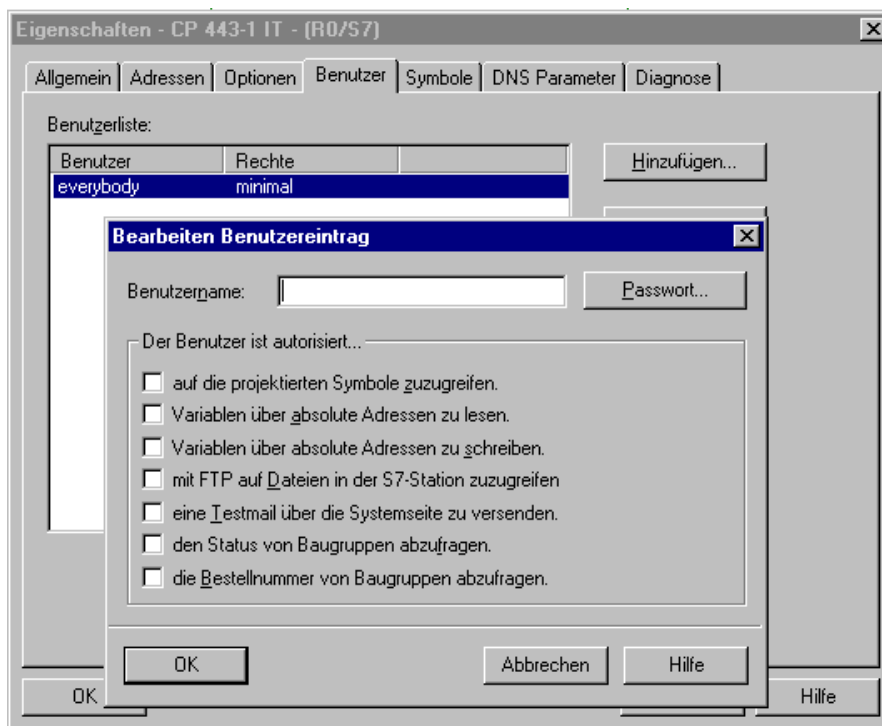 Eigenschaften - CP 443-1 IT - (R0/S7)
Allgemein Adressen Optionen Benutzer Symbole DNS Parameter Diagnose
Benutzerliste:
Benutzer Rechte
Hinzufügen...
everybody minimal
Bearbeiten Benutzereintrag
Benutzername: Passwort...
Der Benutzer ist autorisiert...
auf die projektierten Symbole zuzugreifen.
Variablen über absolute Adressen zu lesen.
Variablen über absolute Adressen zu schreiben.
mit FTP auf Dateien in der S7-Station zuzugreifen
eine Testmail über die Systemseite zu versenden.
den Status von Baugruppen abzufragen.
die Bestellnummer von Baugruppen abzufragen.
OK Abbrechen Hilfe
OK Hilfe